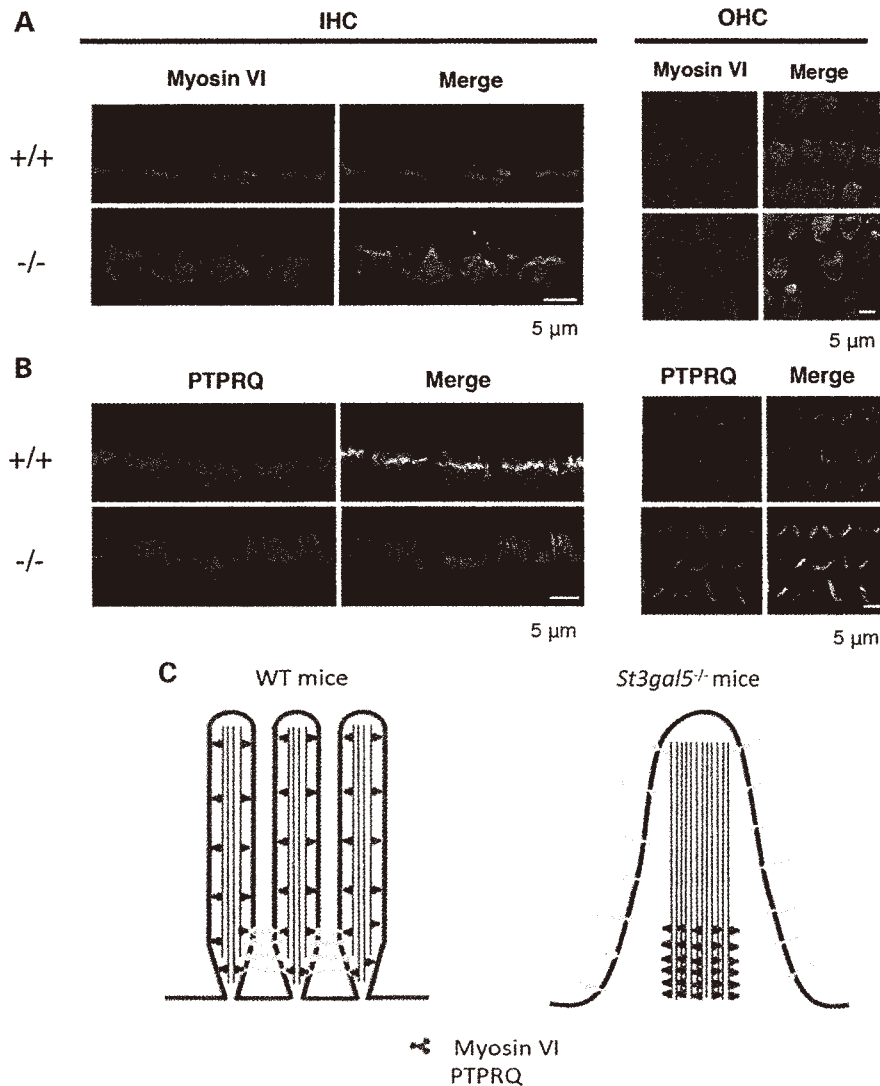 A IHC OHC
Myosin VI Merge Myosin VI Merge
+/+
-/-
5 µm 5 µm
B PTPRQ Merge PTPRQ Merge
+/+
-/-
5 µm 5 µm
C WT mice St3gal5-/- mice
Myosin VI
PTPRQ